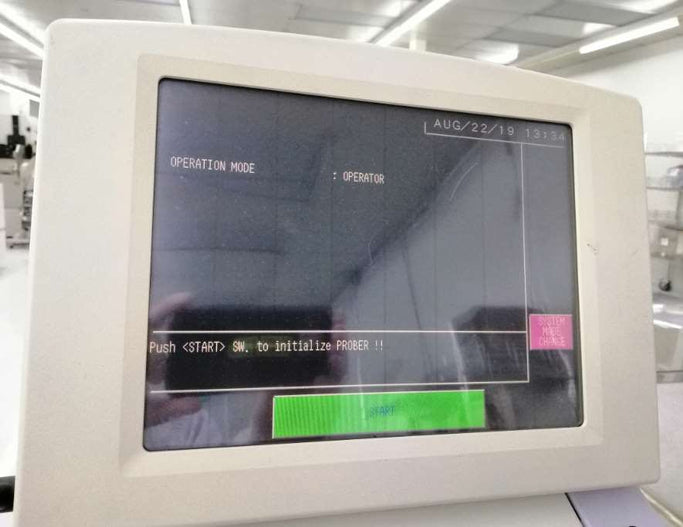 AUG/22/19 13:34
OPERATION MODE : OPERATOR
SYSTEM
MODE
CHANGE
Push <START> SW. to initialize PROBER !!
START